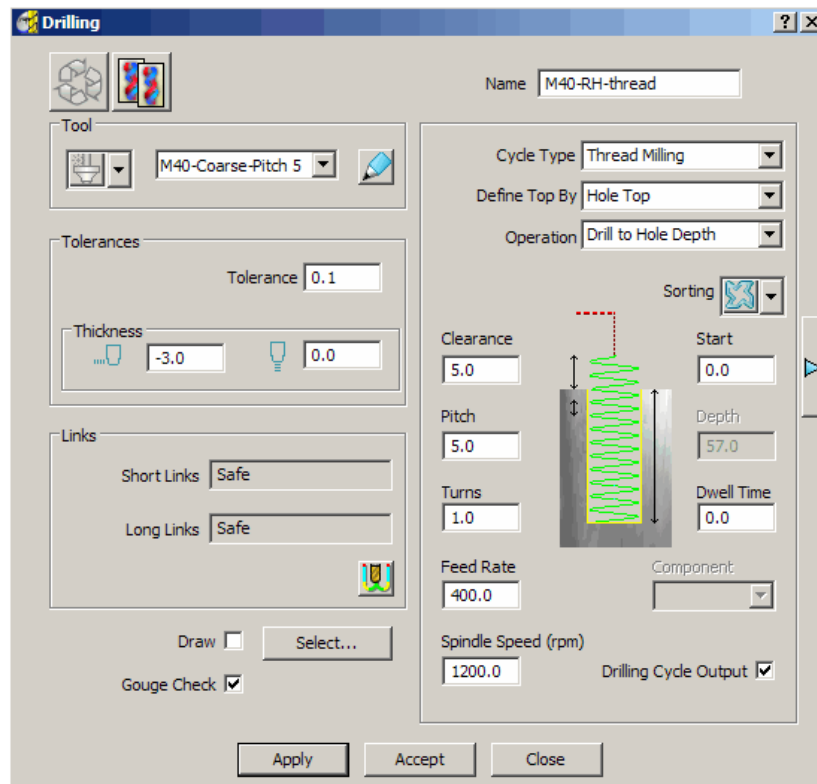 Drilling
Name M40-RH-thread
Tool
M40-Coarse-Pitch 5
Tolerances
Tolerance 0.1
Thickness
-3.0 0.0
Links
Short Links Safe
Long Links Safe
Draw Select...
Gouge Check
Cycle Type Thread Milling
Define Top By Hole Top
Operation Drill to Hole Depth
Sorting
Clearance Start
5.0 0.0
Pitch Depth
5.0 57.0
Turns Dwell Time
1.0 0.0
Feed Rate Component
400.0
Spindle Speed (rpm)
1200.0 Drilling Cycle Output
Apply Accept Close